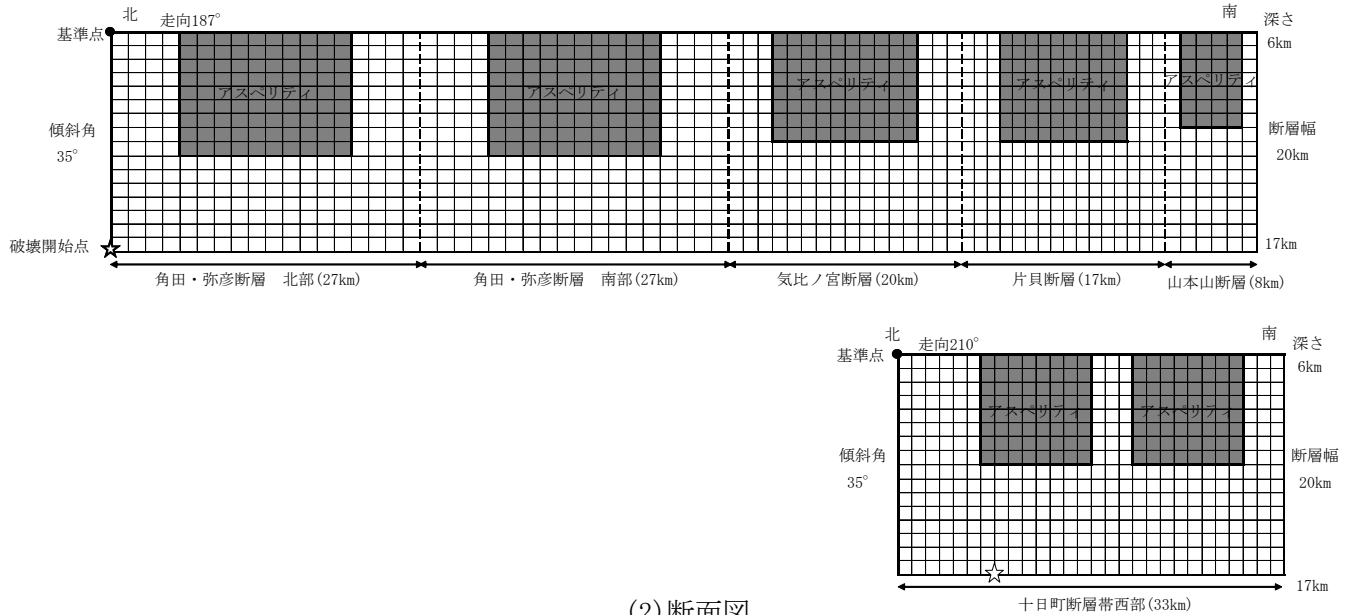 北 走向187° 南 深さ
基準点 6km
アスペリティ アスペリティ アスペリティ アスペリティ アスペリティ
傾斜角 断層幅
35° 20km
破壊開始点 17km
角田・弥彦断層 北部(27km) 角田・弥彦断層 南部(27km) 気比ノ宮断層(20km) 片貝断層(17km) 山本山断層(8km)
北 走向210° 南 深さ
基準点 6km
アスペリティ アスペリティ
傾斜角 断層幅
35° 20km
17km
十日町断層帯西部(33km)
(2)断面図